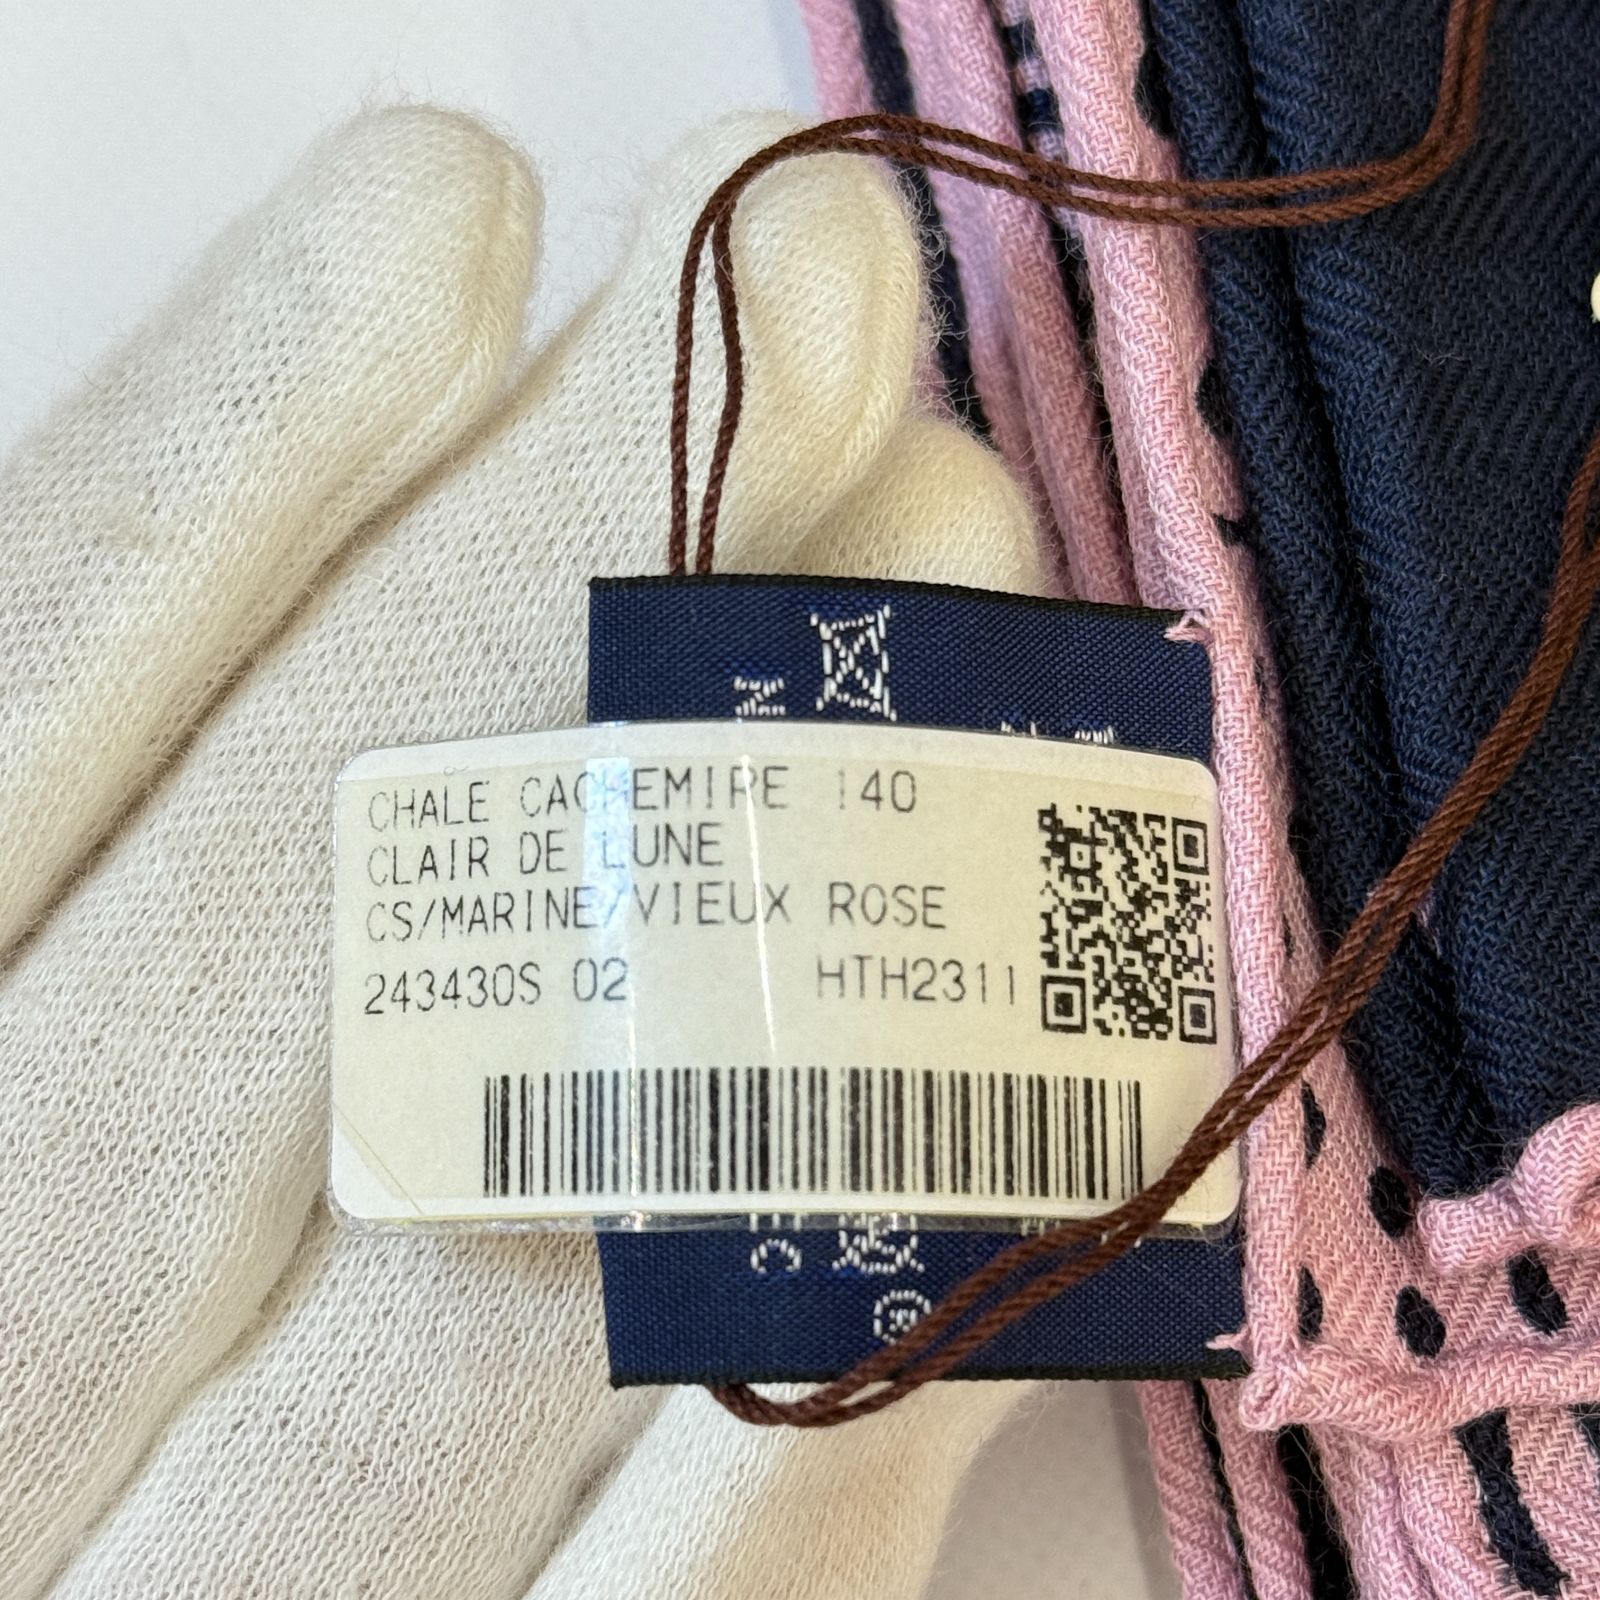 CHALE CACHEMIRE 140
CLAIR DE LUNE
CS/MARINE/VIEUX ROSE
243430S 02 HTH2311